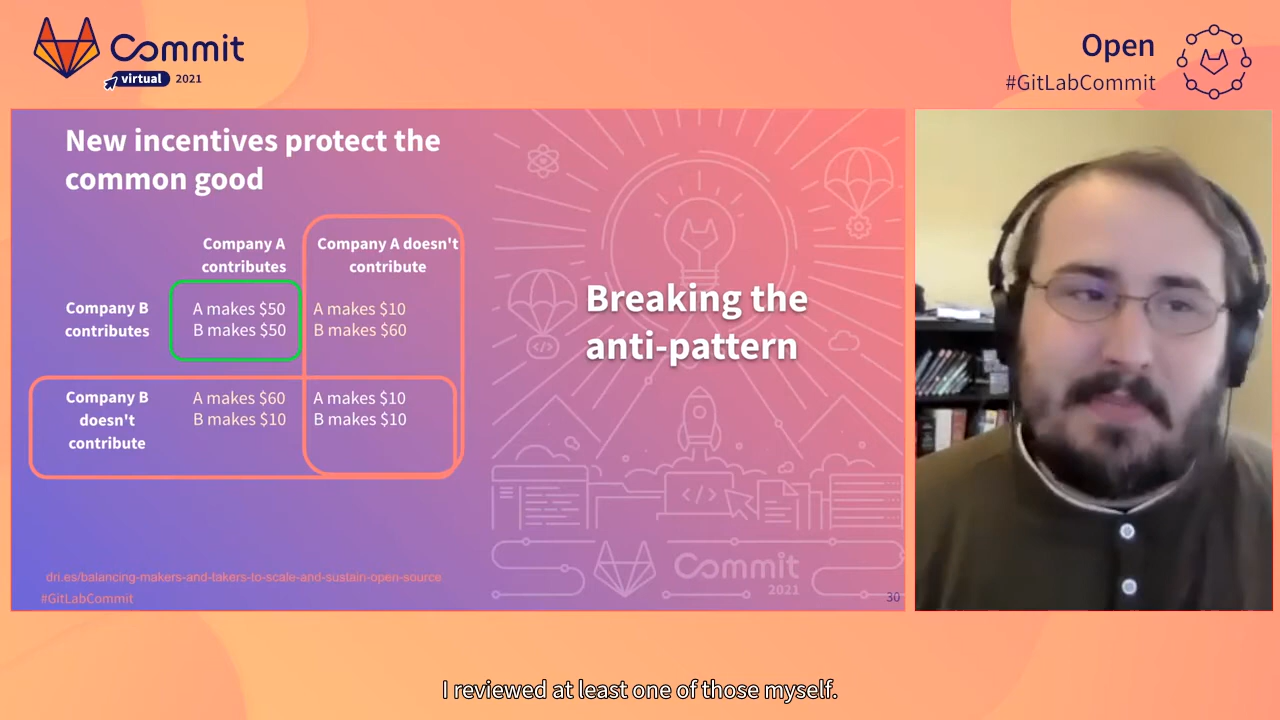 Commit
virtual 2021
Open
#GitLabCommit
New incentives protect the
common good
Company A
contributes
Company A doesn't
contribute
Company B
contributes
A makes $50
B makes $50
A makes $10
B makes $60
Company B
doesn't
contribute
A makes $60
B makes $10
A makes $10
B makes $10
Breaking the
anti-pattern
</>
</>
Commit
2021
dri.es/balancing-makers-and-takers-to-scale-and-sustain-open-source
#GitLabCommit
30
I reviewed at least one of those myself.